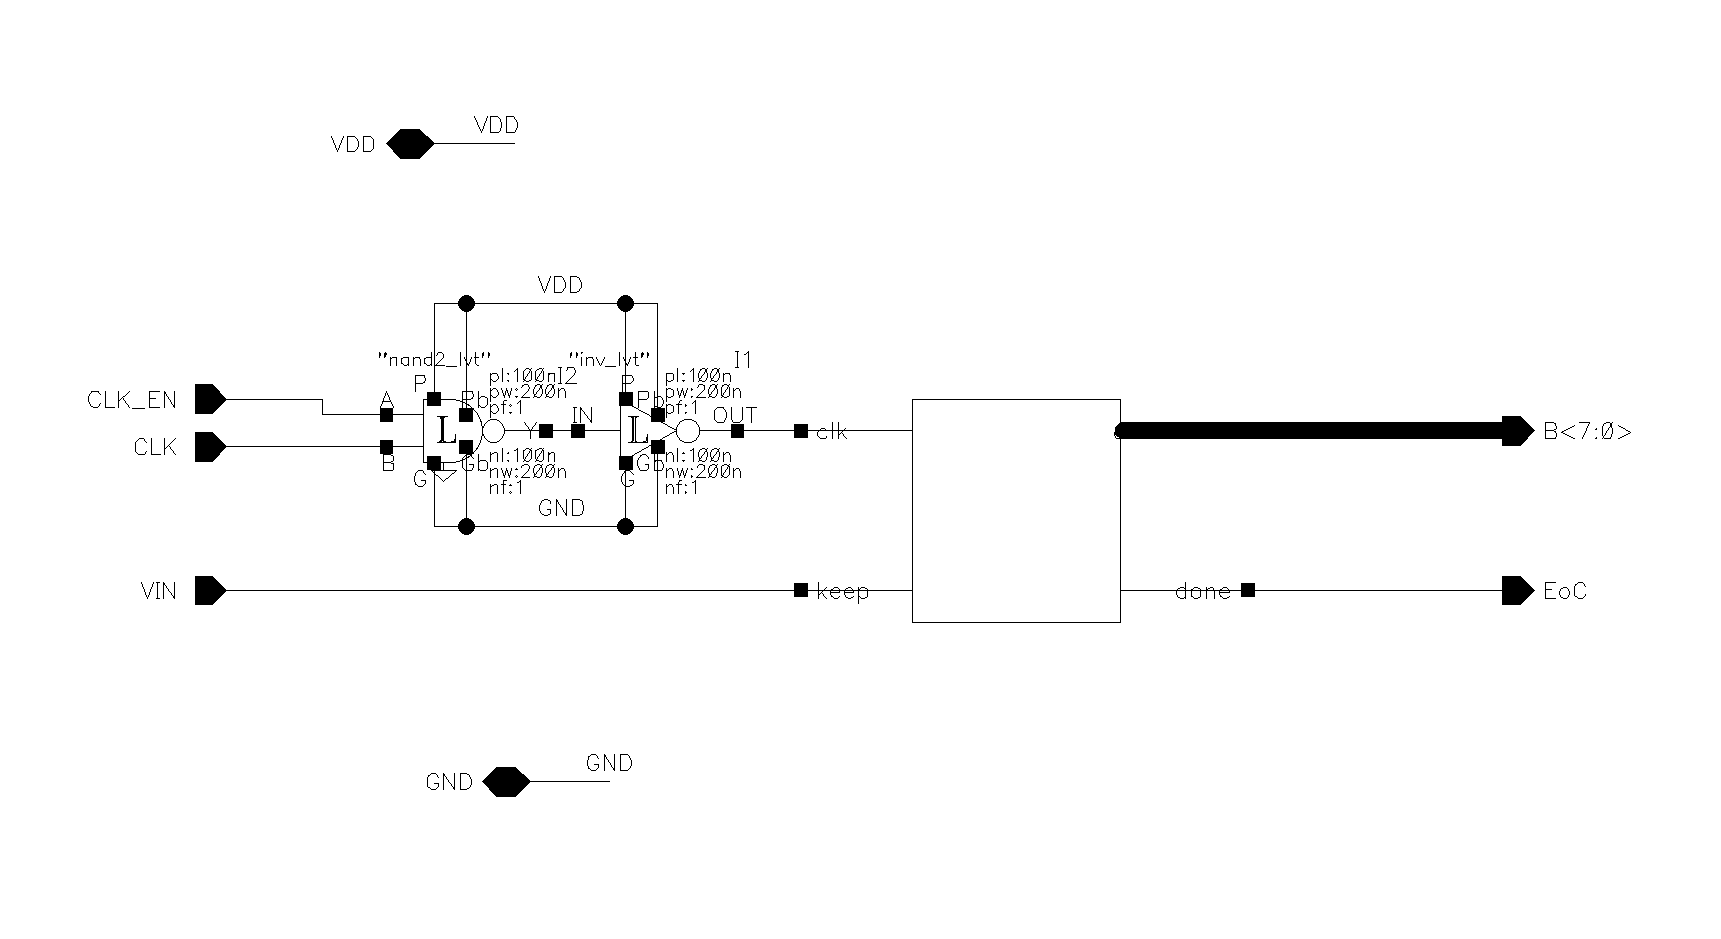 VDD
VDD
VDD
"nand2_lvt"
"inv_lvt"
I1
P
pl:100n
I2
P
pl:100n
pw:200n
pw:200n
CLK_EN
A
Pb
pf:1
Pb
pf:1
IN
OUT
L
Y
L
clk
B<7:0>
CLK
B
G
Gb
nl:100n
nw:200n
nf:1
G
Gb
nl:100n
nw:200n
nf:1
GND
VIN
keep
done
EoC
GND
GND